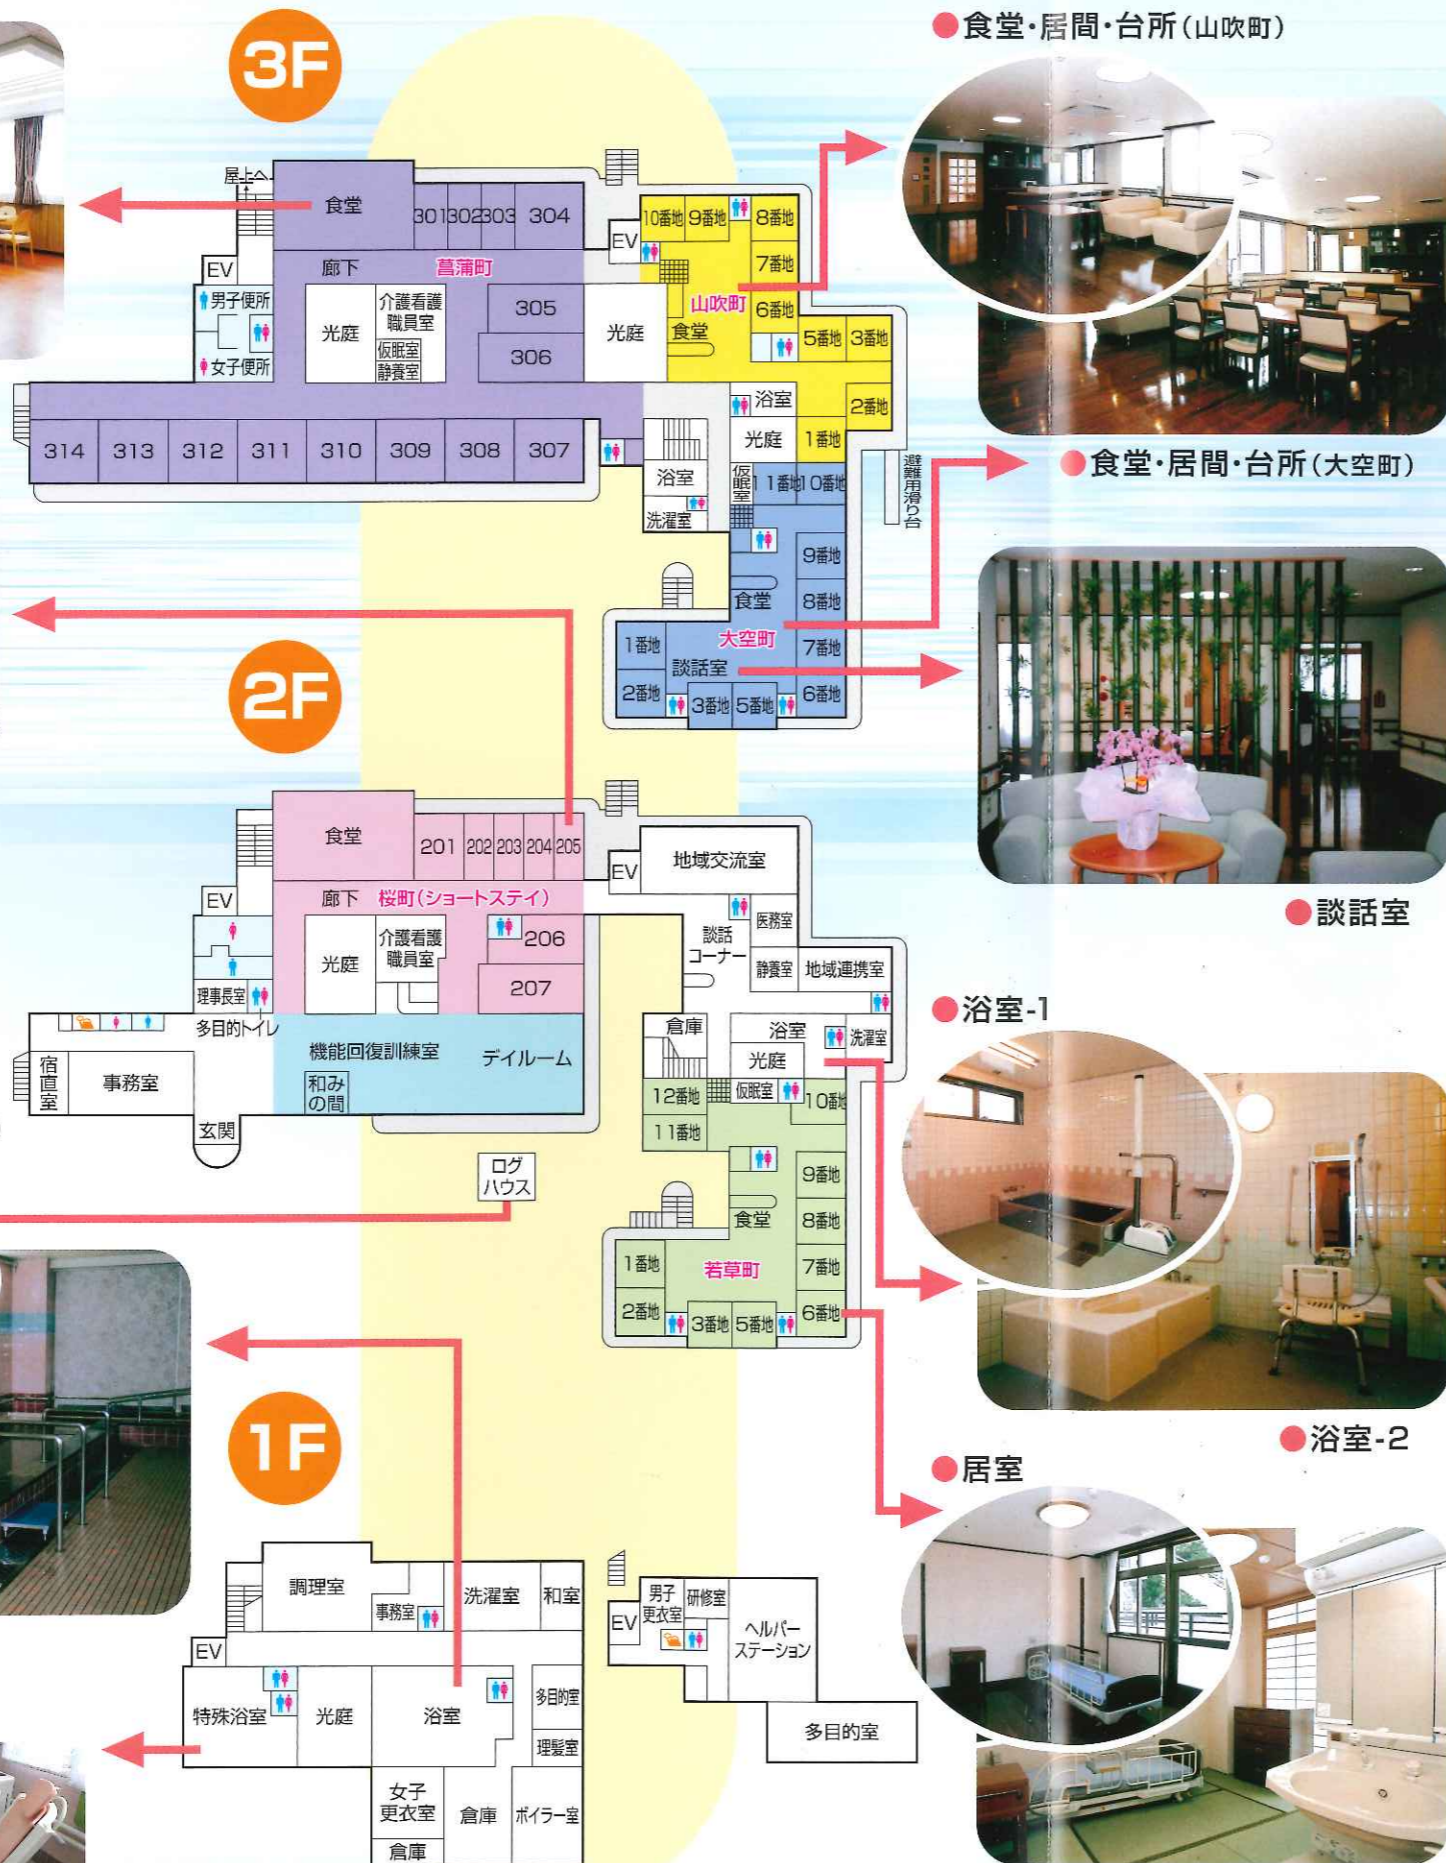 3F
●食堂・居間・台所(山吹町)
屋上へ
食堂
301
302
303
304
EV
廊下
菖蒲町
男子便所
女子便所
光庭
介護看護
職員室
仮眠室
静養室
305
306
光庭
314
313
312
311
310
309
308
307
EV
10番地
9番地
8番地
7番地
山吹町
6番地
食堂
5番地
3番地
2番地
浴室
光庭
1番地
浴室
洗濯室
仮眠室
11番地
10番地
避難用滑り台
9番地
食堂
8番地
大空町
7番地
1番地
談話室
2番地
3番地
5番地
6番地
●食堂・居間・台所(大空町)
●談話室
2F
食堂
201
202
203
204
205
EV
廊下
桜町(ショートステイ)
光庭
介護看護
職員室
206
207
理事長室
多目的トイレ
宿直室
事務室
玄関
機能回復訓練室
デイルーム
和み
の間
ログ
ハウス
EV
地域交流室
談話
コーナー
医務室
静養室
地域連携室
倉庫
浴室
洗濯室
光庭
12番地
仮眠室
10番地
11番地
9番地
食堂
8番地
1番地
若草町
7番地
2番地
3番地
5番地
6番地
●浴室-1
●浴室-2
●居室
1F
調理室
事務室
洗濯室
和室
EV
特殊浴室
光庭
浴室
多目的室
理髪室
女子
更衣室
倉庫
ボイラー室
倉庫
EV
男子
更衣室
研修室
ヘルパー
ステーション
多目的室